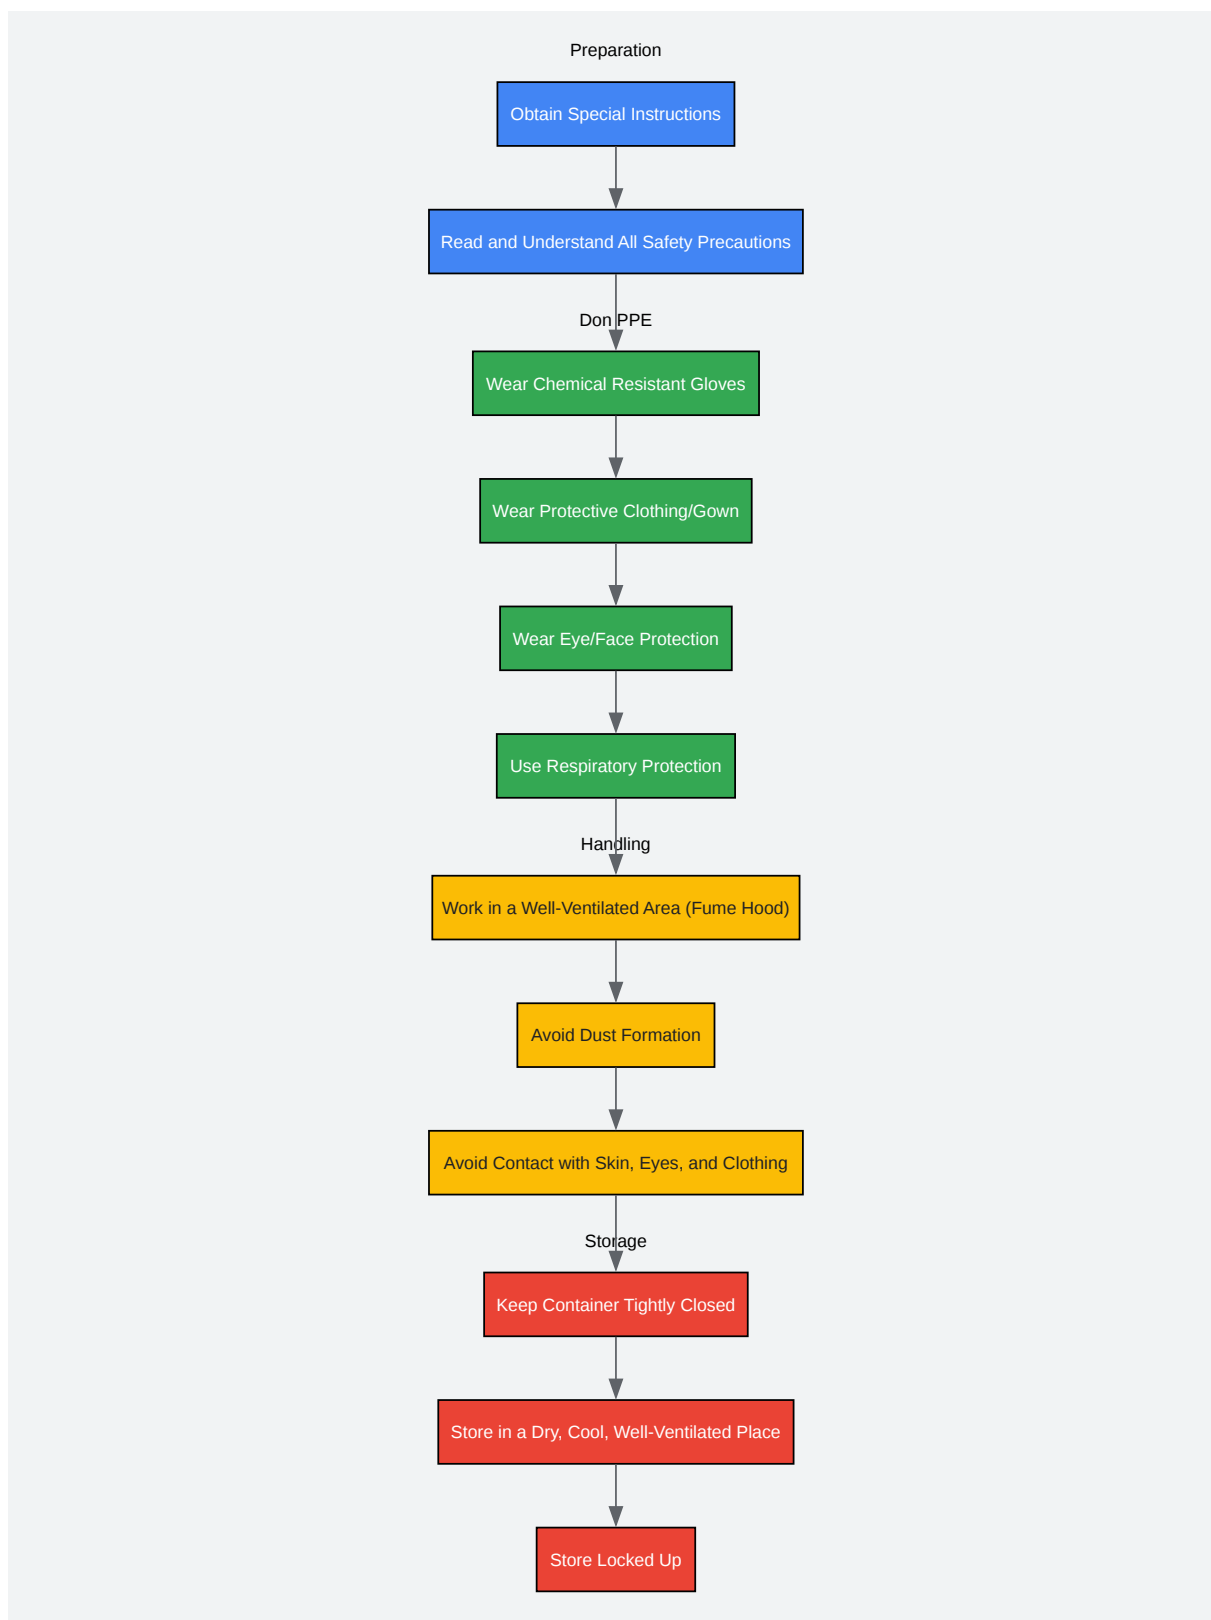 Preparation
Obtain Special Instructions
Read and Understand All Safety Precautions
Don PPE
Wear Chemical Resistant Gloves
Wear Protective Clothing/Gown
Wear Eye/Face Protection
Use Respiratory Protection
Handling
Work in a Well-Ventilated Area (Fume Hood)
Avoid Dust Formation
Avoid Contact with Skin, Eyes, and Clothing
Storage
Keep Container Tightly Closed
Store in a Dry, Cool, Well-Ventilated Place
Store Locked Up